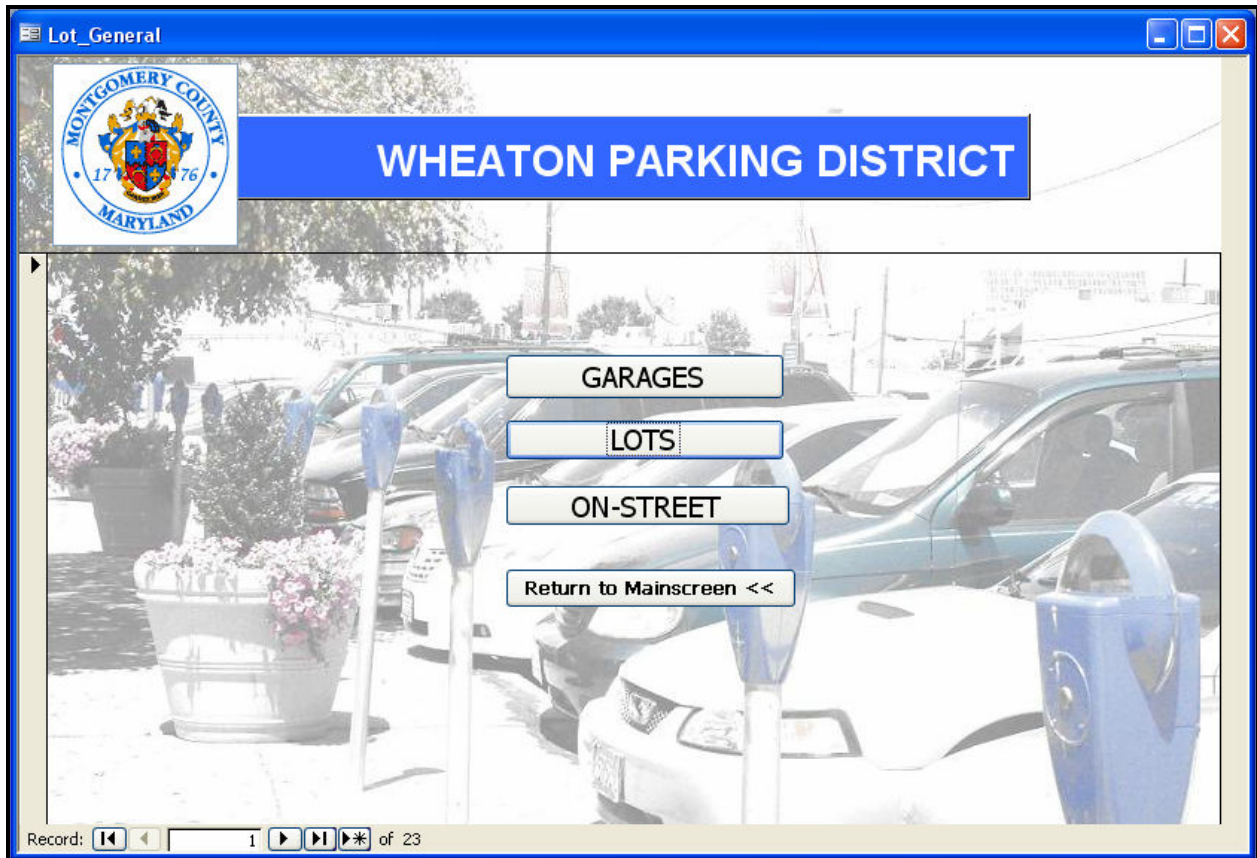 Lot_General
MONTGOMERY COUNTY
17 76
MARYLAND
WHEATON PARKING DISTRICT
GARAGES
LOTS
ON-STREET
Return to Mainscreen <<
Record: 1 of 23